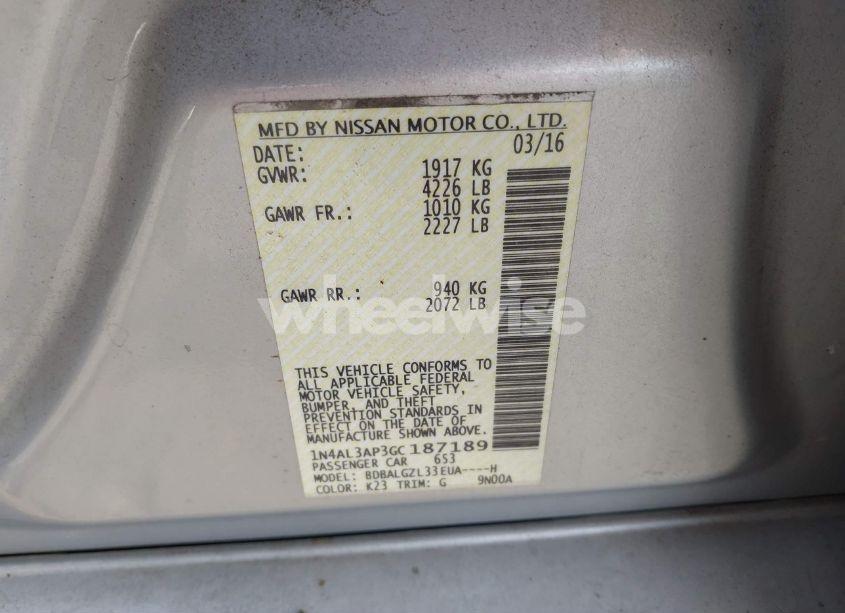 MFD BY NISSAN MOTOR CO., LTD.
DATE: 03/16
GVWR: 1917 KG
4226 LB
GAWR FR.: 1010 KG
2227 LB
GAWR RR.: 940 KG
2072 LB
wheelwise
THIS VEHICLE CONFORMS TO
ALL APPLICABLE FEDERAL
MOTOR VEHICLE SAFETY,
BUMPER, AND THEFT
PREVENTION STANDARDS IN
EFFECT ON THE DATE OF
MANUFACTURE SHOWN ABOVE.
1N4AL3AP3GC187189
PASSENGER CAR 653
MODEL: BDBALGZL33EUA----H
COLOR: K23 TRIM: G 9N00A